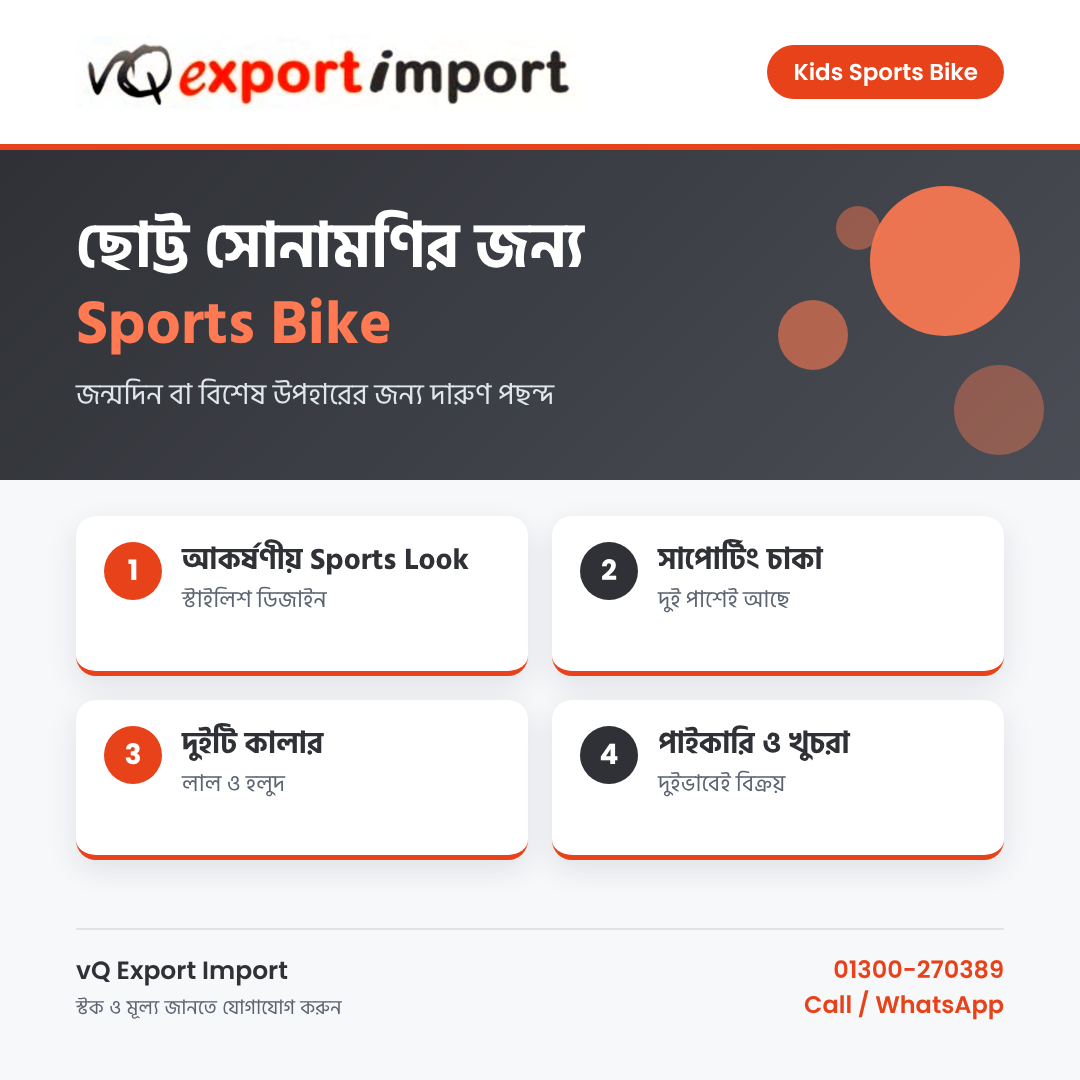 vQ export import
Kids Sports Bike
ছোট্ট সোনামণির জন্য
Sports Bike
জন্মদিন বা বিশেষ উপহারের জন্য দারুণ পছন্দ
1
আকর্ষণীয় Sports Look
স্টাইলিশ ডিজাইন
2
সাপোর্টিং চাকা
দুই পাশেই আছে
3
দুইটি কালার
লাল ও হলুদ
4
পাইকারি ও খুচরা
দুইভাবেই বিক্রয়
vQ Export Import
স্টক ও মূল্য জানতে যোগাযোগ করুন
01300-270389
Call / WhatsApp